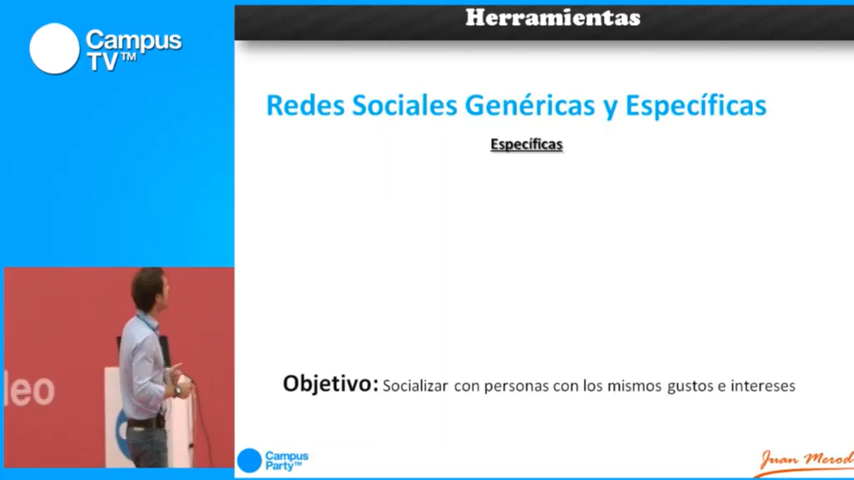 Campus
TV™
Herramientas
Redes Sociales Genéricas y Específicas
Específicas
Objetivo: Socializar con personas con los mismos gustos e intereses
Campus
Party™
Juan Merod
leo